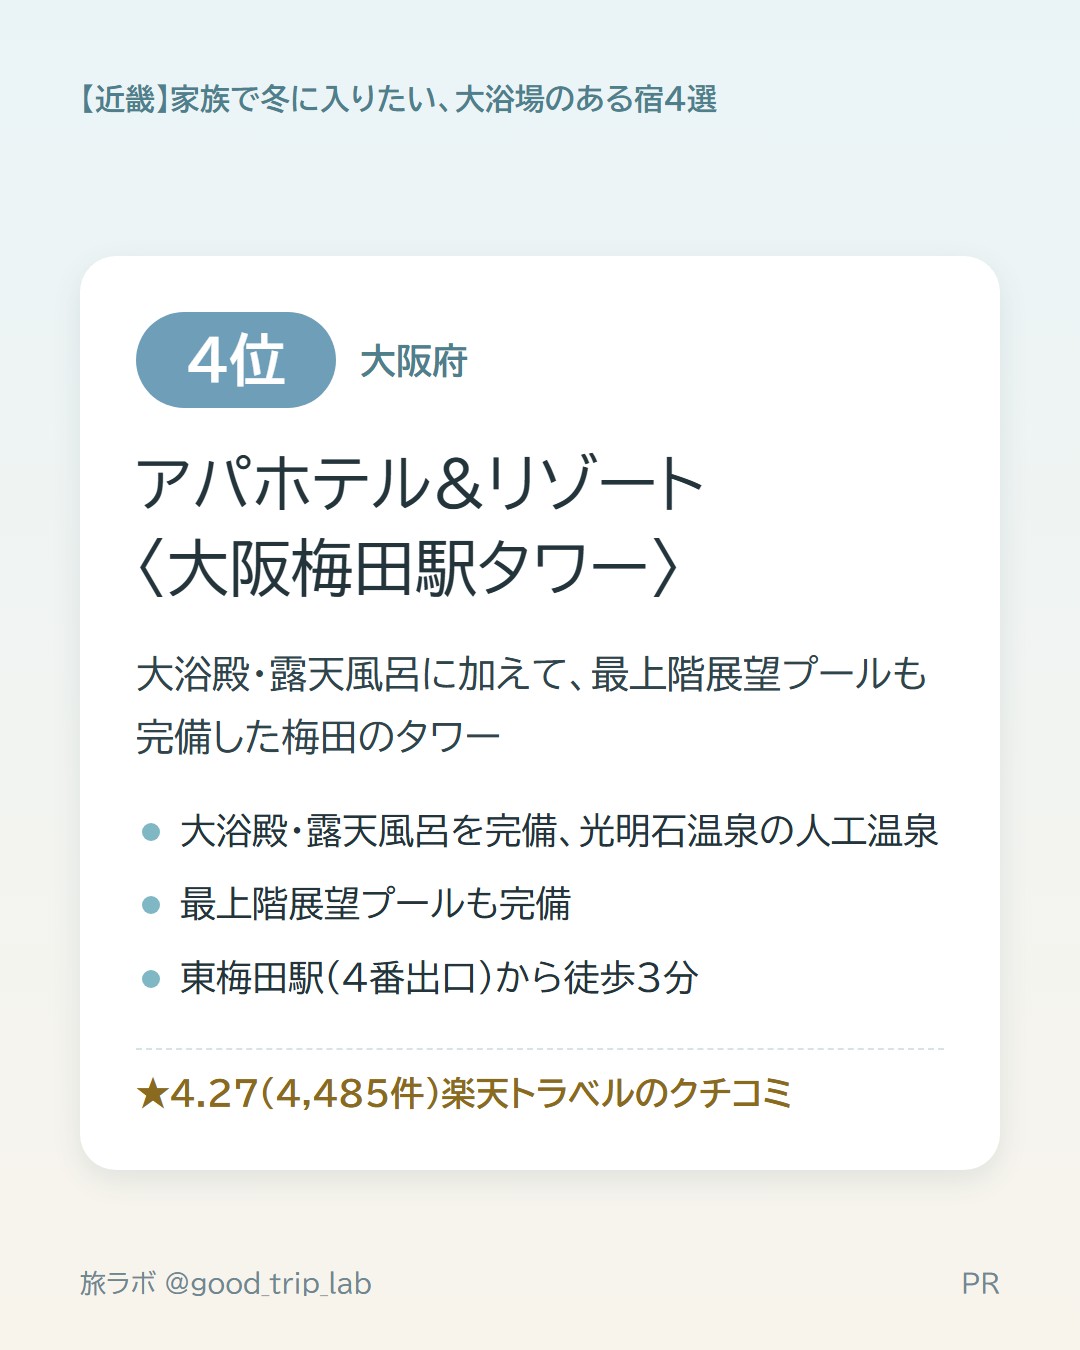 【近畿】家族で冬に入りたい、大浴場のある宿4選
4位 大阪府
アパホテル&リゾート
〈大阪梅田駅タワー〉
大浴殿・露天風呂に加えて、最上階展望プールも
完備した梅田のタワー
大浴殿・露天風呂を完備、光明石温泉の人工温泉
最上階展望プールも完備
東梅田駅(4番出口)から徒歩3分
★4.27(4,485件)楽天トラベルのクチコミ
旅ラボ @good_trip_lab
PR